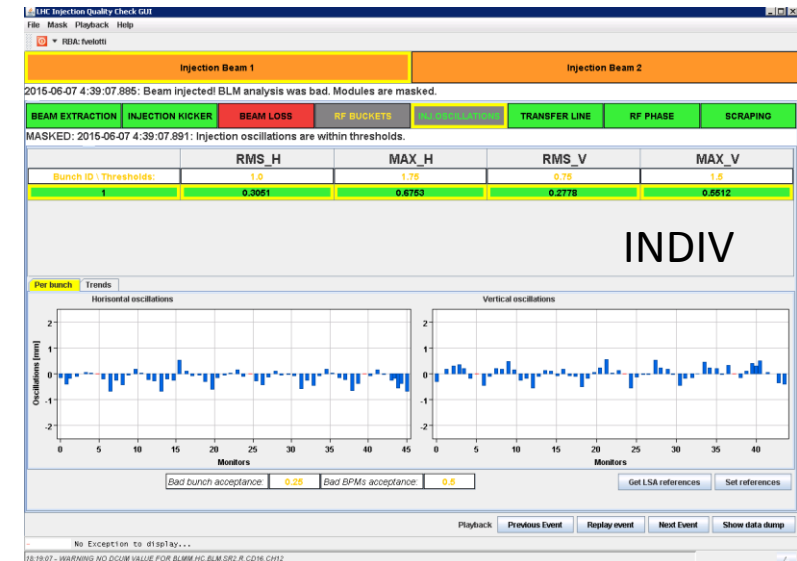 LHC Injection Quality Check GUI
File Mask Playback Help
RBA: fvelotti
Injection Beam 1 Injection Beam 2
2015-06-07 4:39:07.885: Beam injected! BLM analysis was bad. Modules are masked.
BEAM EXTRACTION INJECTION KICKER BEAM LOSS RF BUCKETS INJ.OSCILLATIONS TRANSFER LINE RF PHASE SCRAPING
MASKED: 2015-06-07 4:39:07.891: Injection oscillations are within thresholds.
RMS_H MAX_H RMS_V MAX_V
Bunch ID \ Thresholds: 1.0 1.75 0.75 1.5
1 0.3051 0.6753 0.2778 0.5512
INDIV
Per bunch Trends
Horisontal oscillations Vertical oscillations
Oscillations [mm]
2 2
1 1
0 0
-1 -1
-2 -2
0 5 10 15 20 25 30 35 40 45 0 5 10 15 20 25 30 35 40
Monitors Monitors
Bad bunch acceptance: 0.25 Bad BPMs acceptance: 0.5 Get LSA references Set references
Playback Previous Event Replay event Next Event Show data dump
- No Exception to display...
18:19:07 - WARNING NO DCUM VALUE FOR BLMM.HC.BLM.SR2.R.CD16.CH12